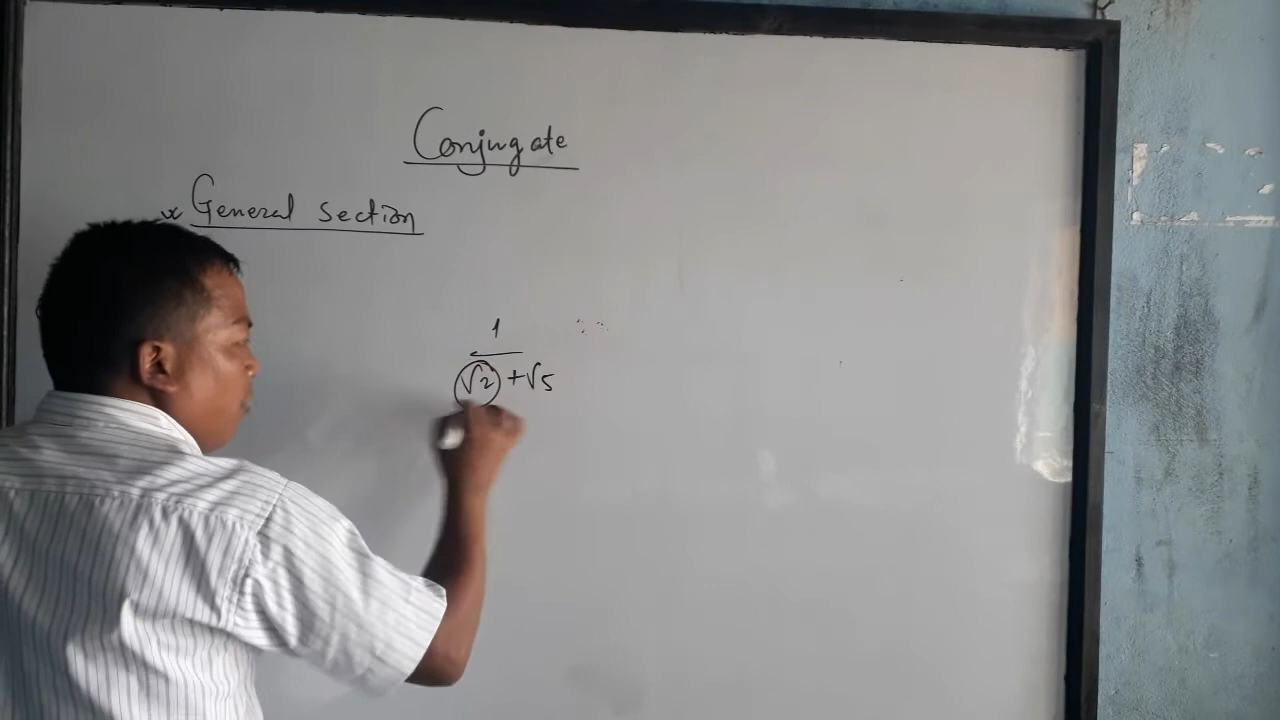 Conjugate
* General section
1
√2 + √5